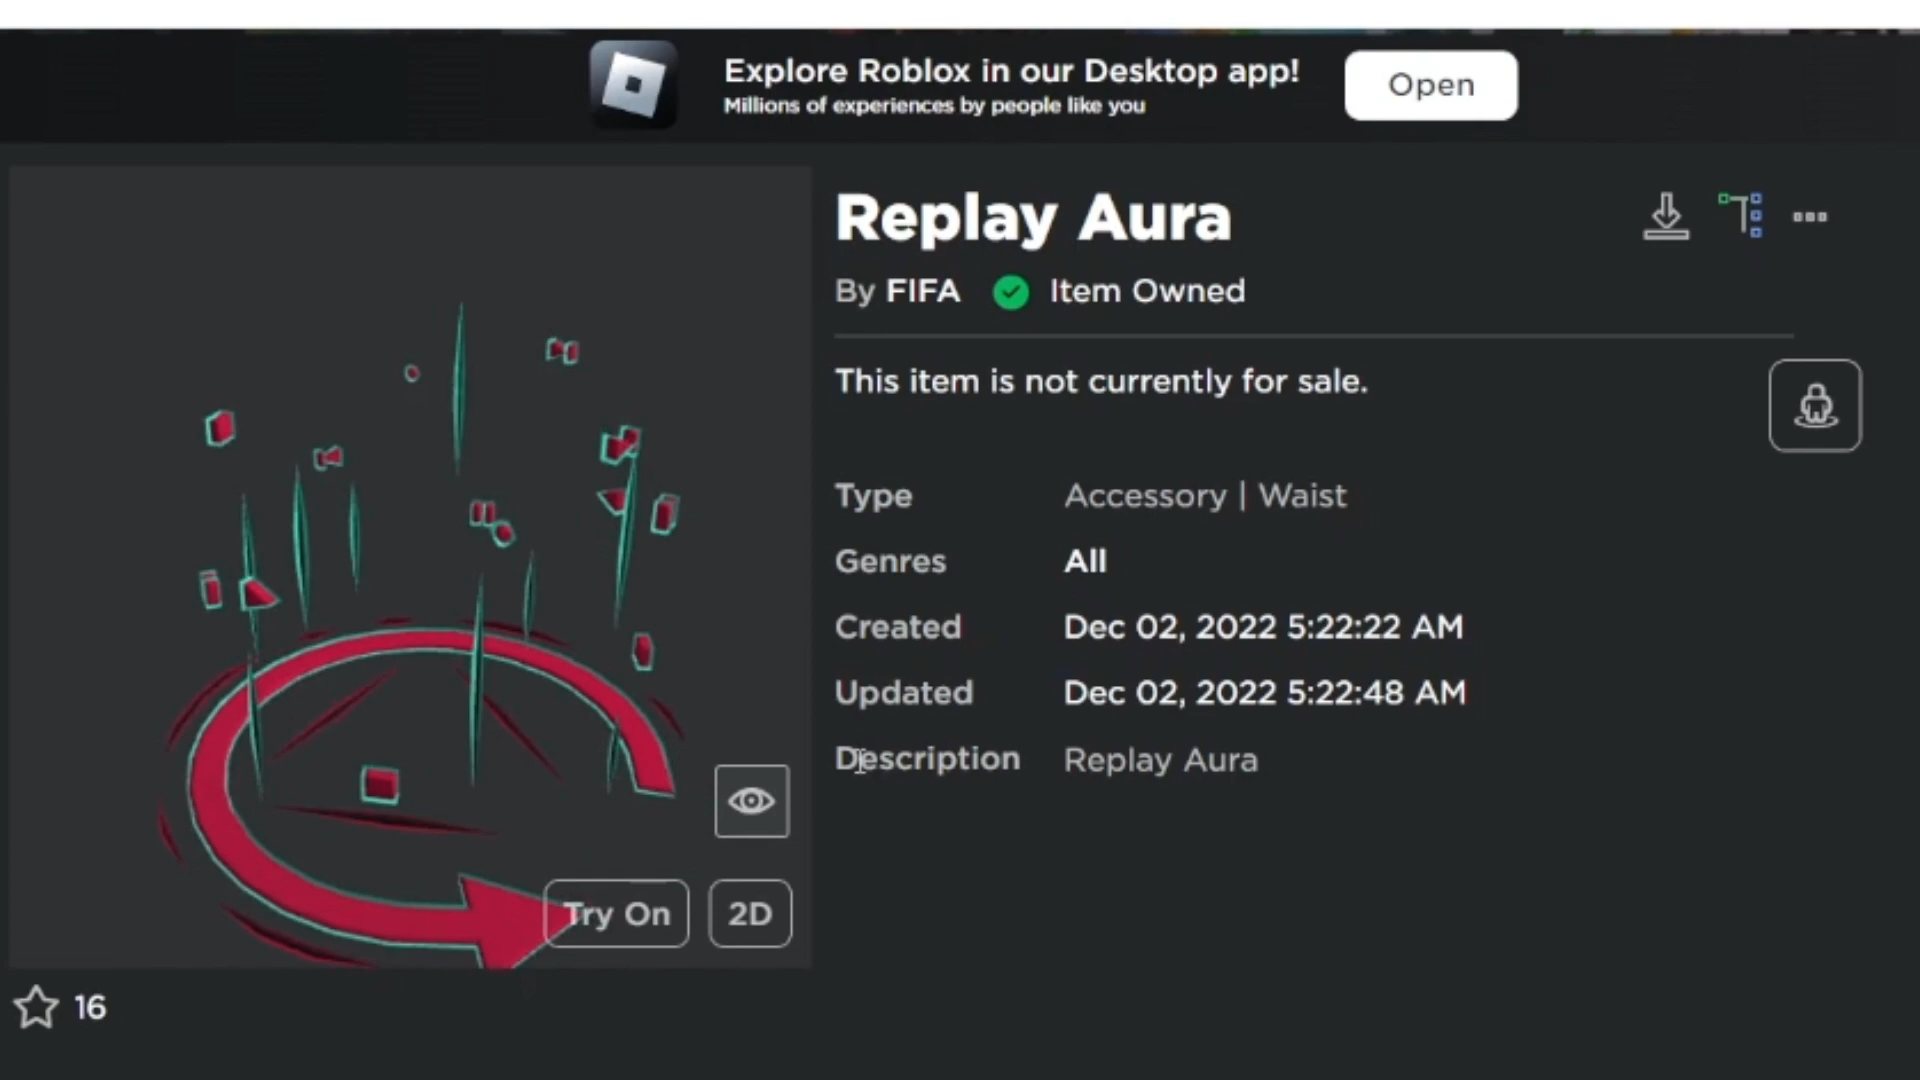 Explore Roblox in our Desktop app!
Millions of experiences by people like you
Open
Replay Aura
By FIFA Item Owned
This item is not currently for sale.
Type Accessory | Waist
Genres All
Created Dec 02, 2022 5:22:22 AM
Updated Dec 02, 2022 5:22:48 AM
Description Replay Aura
Try On 2D
16